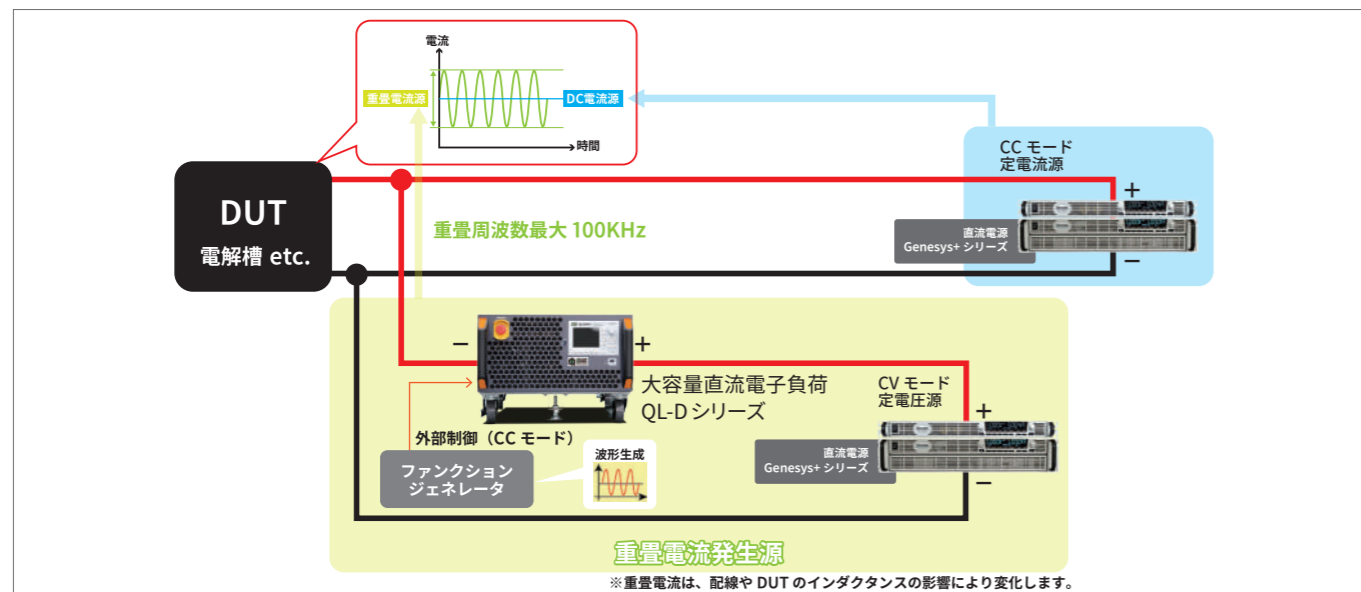 電流
重畳電流源
DC電流源
時間
CC モード
定電流源
+
DUT
電解槽 etc.
重畳周波数最大 100KHz
直流電源
Genesys+ シリーズ
−
−
+
大容量直流電子負荷
QL-D シリーズ
CV モード
定電圧源
+
外部制御（CC モード）
ファンクション
ジェネレータ
波形生成
直流電源
Genesys+ シリーズ
−
重畳電流発生源
※重畳電流は、配線や DUT のインダクタンスの影響により変化します。